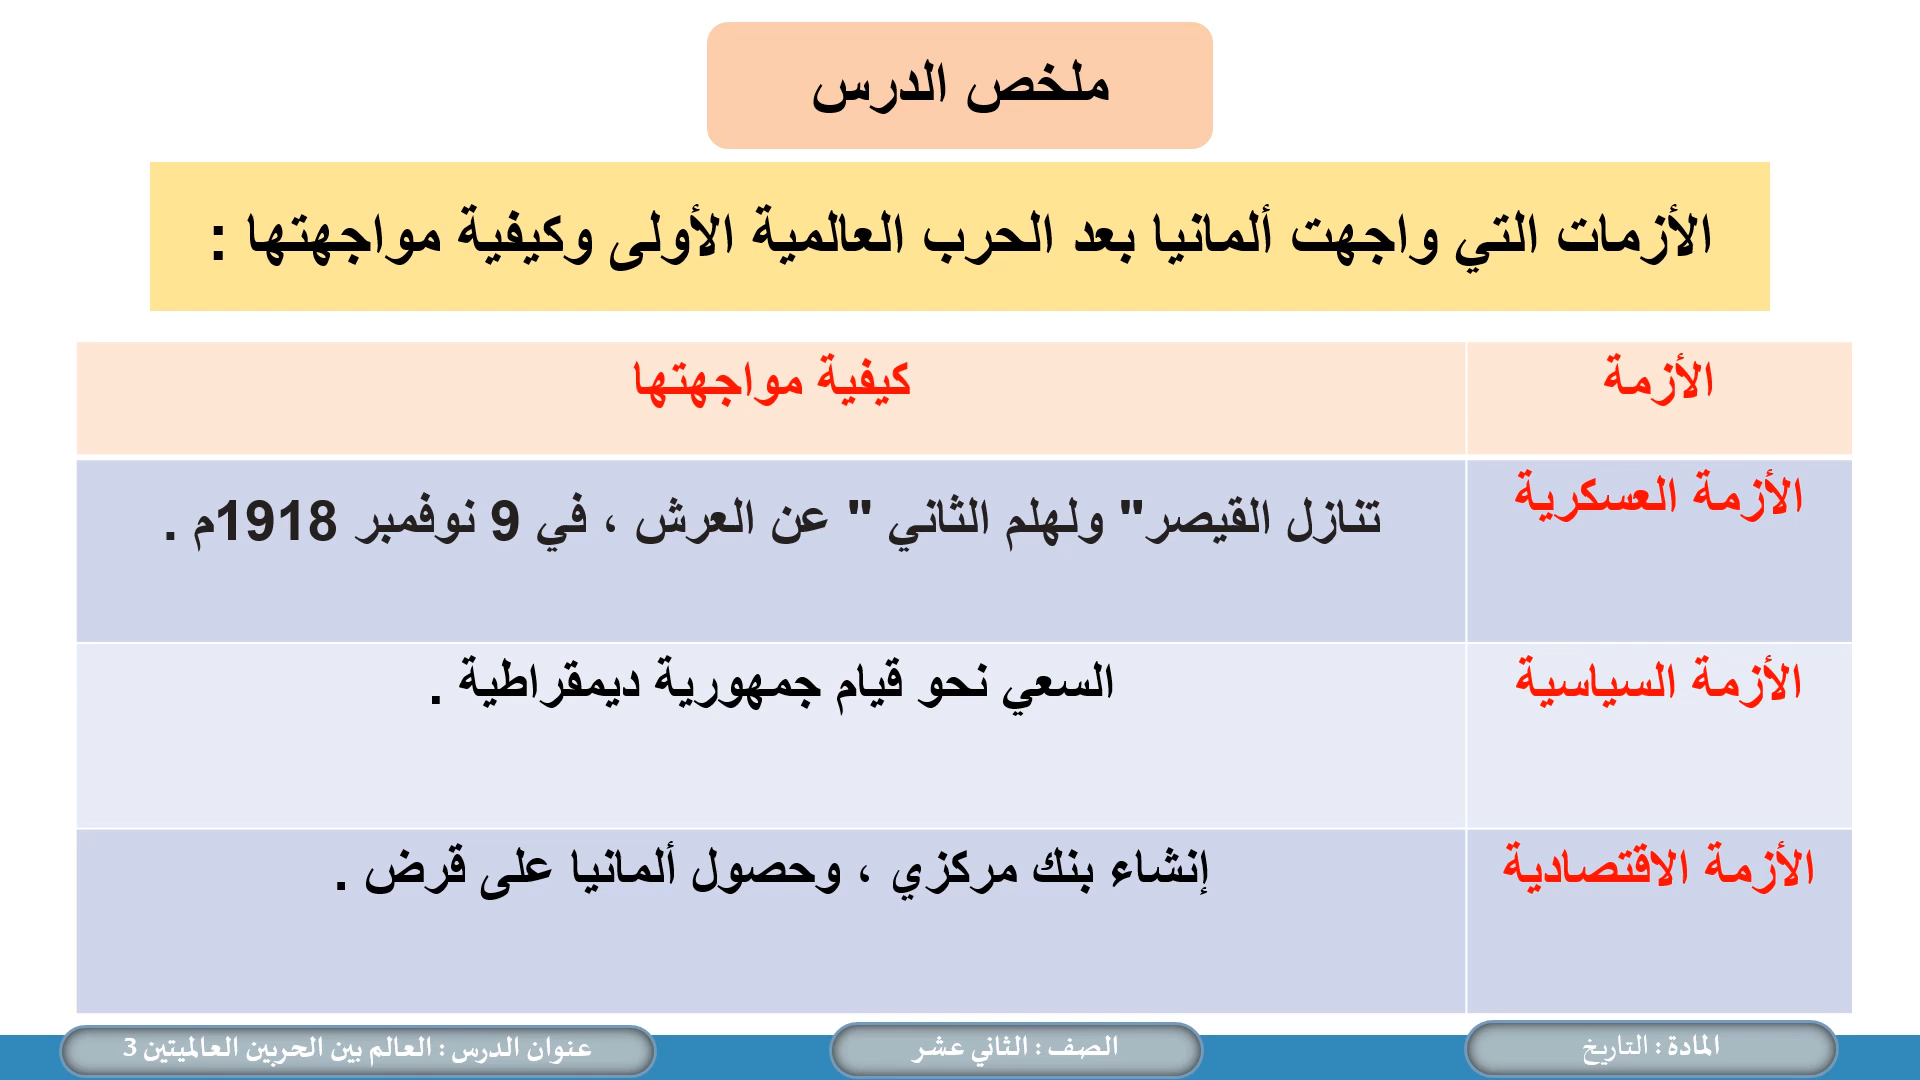 ملخص الدرس
الأزمات التي واجهت ألمانيا بعد الحرب العالمية الأولى وكيفية مواجهتها :
الأزمة
كيفية مواجهتها
الأزمة العسكرية
تنازل القيصر" ولهلم الثاني " عن العرش ، في 9 نوفمبر 1918م .
الأزمة السياسية
السعي نحو قيام جمهورية ديمقراطية .
الأزمة الاقتصادية
إنشاء بنك مركزي ، وحصول ألمانيا على قرض .
المادة : التاريخ
الصف : الثاني عشر
عنوان الدرس : العالم بين الحربين العالميتين 3